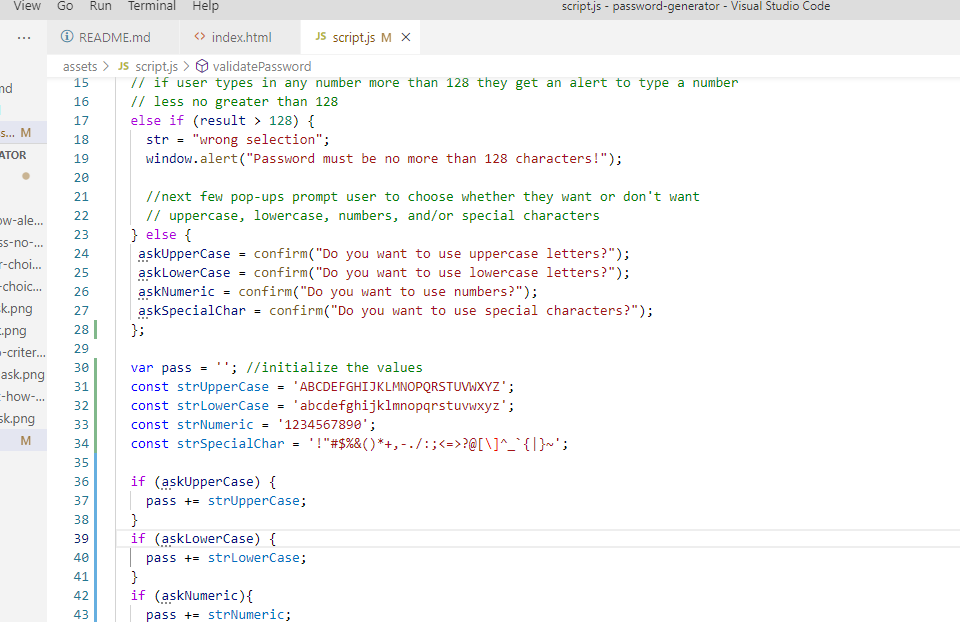 View Go Run Terminal Help script.js - password-generator - Visual Studio Code
... README.md <> index.html JS script.js M ×
assets > JS script.js > validatePassword
md
s... M
ATOR
ow-ale...
ss-no-...
r-choi...
-choic...
sk.png
t.png
o-criter...
ask.png
t-how-...
sk.png
M
15 // if user types in any number more than 128 they get an alert to type a number
16 // less no greater than 128
17 else if (result > 128) {
18 str = "wrong selection";
19 window.alert("Password must be no more than 128 characters!");
20
21 //next few pop-ups prompt user to choose whether they want or don't want
22 // uppercase, lowercase, numbers, and/or special characters
23 } else {
24 askUpperCase = confirm("Do you want to use uppercase letters?");
25 askLowerCase = confirm("Do you want to use lowercase letters?");
26 askNumeric = confirm("Do you want to use numbers?");
27 askSpecialChar = confirm("Do you want to use special characters?");
28 };
29
30 var pass = ''; //initialize the values
31 const strUpperCase = 'ABCDEFGHIJKLMNOPQRSTUVWXYZ';
32 const strLowerCase = 'abcdefghijklmnopqrstuvwxyz';
33 const strNumeric = '1234567890';
34 const strSpecialChar = '!"#$%&()*+,-./:;<=>?@[\]^_`{|}~';
35
36 if (askUpperCase) {
37 pass += strUpperCase;
38 }
39 if (askLowerCase) {
40 pass += strLowerCase;
41 }
42 if (askNumeric){
43 pass += strNumeric;